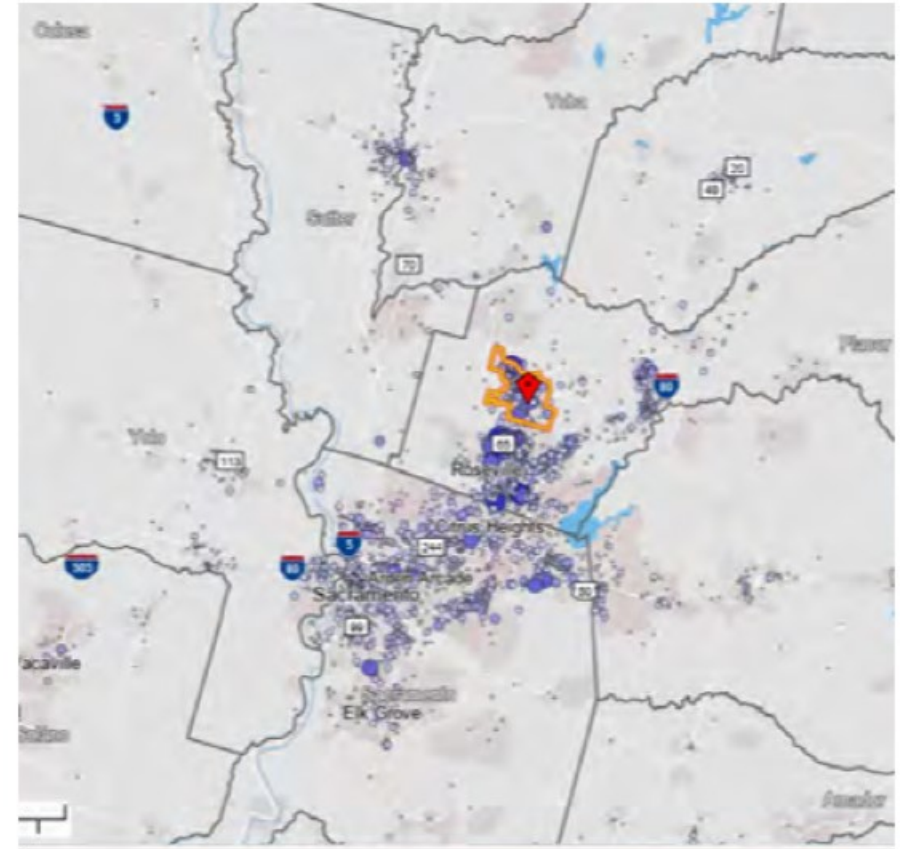 Colusa
5
Yuba
20
49
Sutter
70
Placer
80
Yolo
113
65
Roseville
Citrus Heights
5
244
505
80
Arden-Arcade
Sacramento
50
99
Vacaville
Sacramento
Elk Grove
Solano
Amador